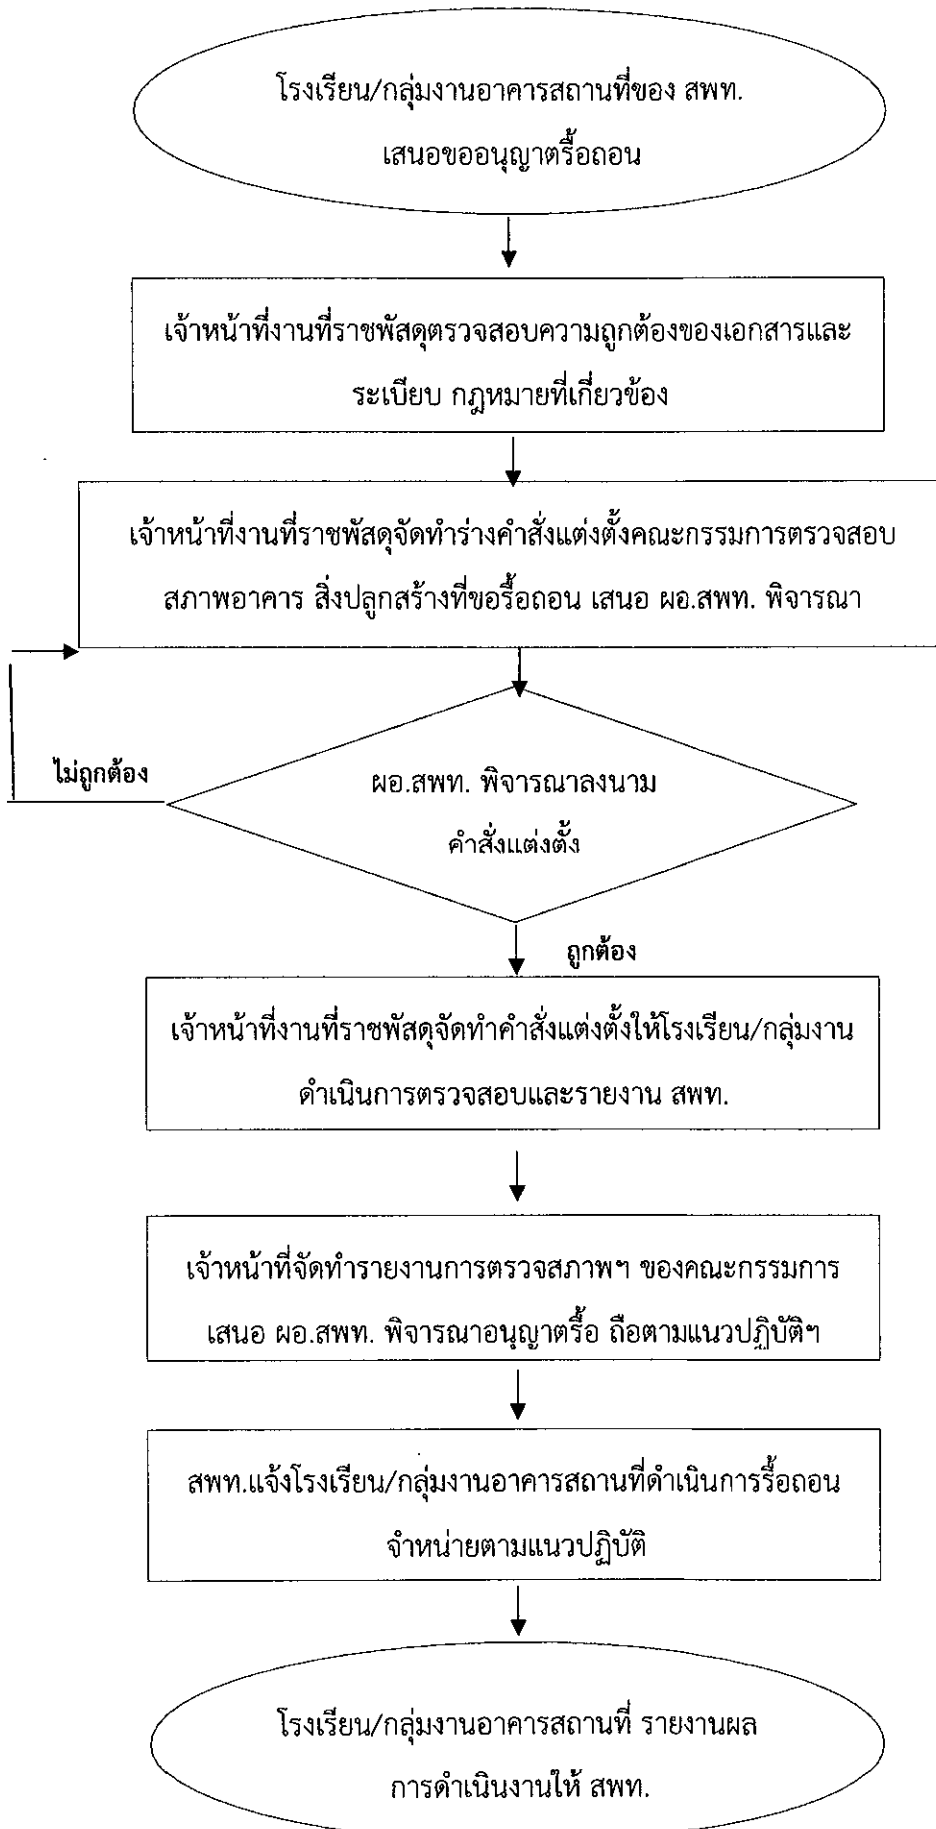 โรงเรียน/กลุ่มงานอาคารสถานที่ของ สพท.
เสนอขออนุญาตรื้อถอน
เจ้าหน้าที่งานที่ราชพัสดุตรวจสอบความถูกต้องของเอกสารและ
ระเบียบ กฎหมายที่เกี่ยวข้อง
เจ้าหน้าที่งานที่ราชพัสดุจัดทำร่างคำสั่งแต่งตั้งคณะกรรมการตรวจสอบ
สภาพอาคาร สิ่งปลูกสร้างที่ขอรื้อถอน เสนอ ผอ.สพท. พิจารณา
ไม่ถูกต้อง
ผอ.สพท. พิจารณาลงนาม
คำสั่งแต่งตั้ง
ถูกต้อง
เจ้าหน้าที่งานที่ราชพัสดุจัดทำคำสั่งแต่งตั้งให้โรงเรียน/กลุ่มงาน
ดำเนินการตรวจสอบและรายงาน สพท.
เจ้าหน้าที่จัดทำรายงานการตรวจสภาพฯ ของคณะกรรมการ
เสนอ ผอ.สพท. พิจารณาอนุญาตรื้อ ถือตามแนวปฏิบัติฯ
สพท.แจ้งโรงเรียน/กลุ่มงานอาคารสถานที่ดำเนินการรื้อถอน
จำหน่ายตามแนวปฏิบัติ
โรงเรียน/กลุ่มงานอาคารสถานที่ รายงานผล
การดำเนินงานให้ สพท.